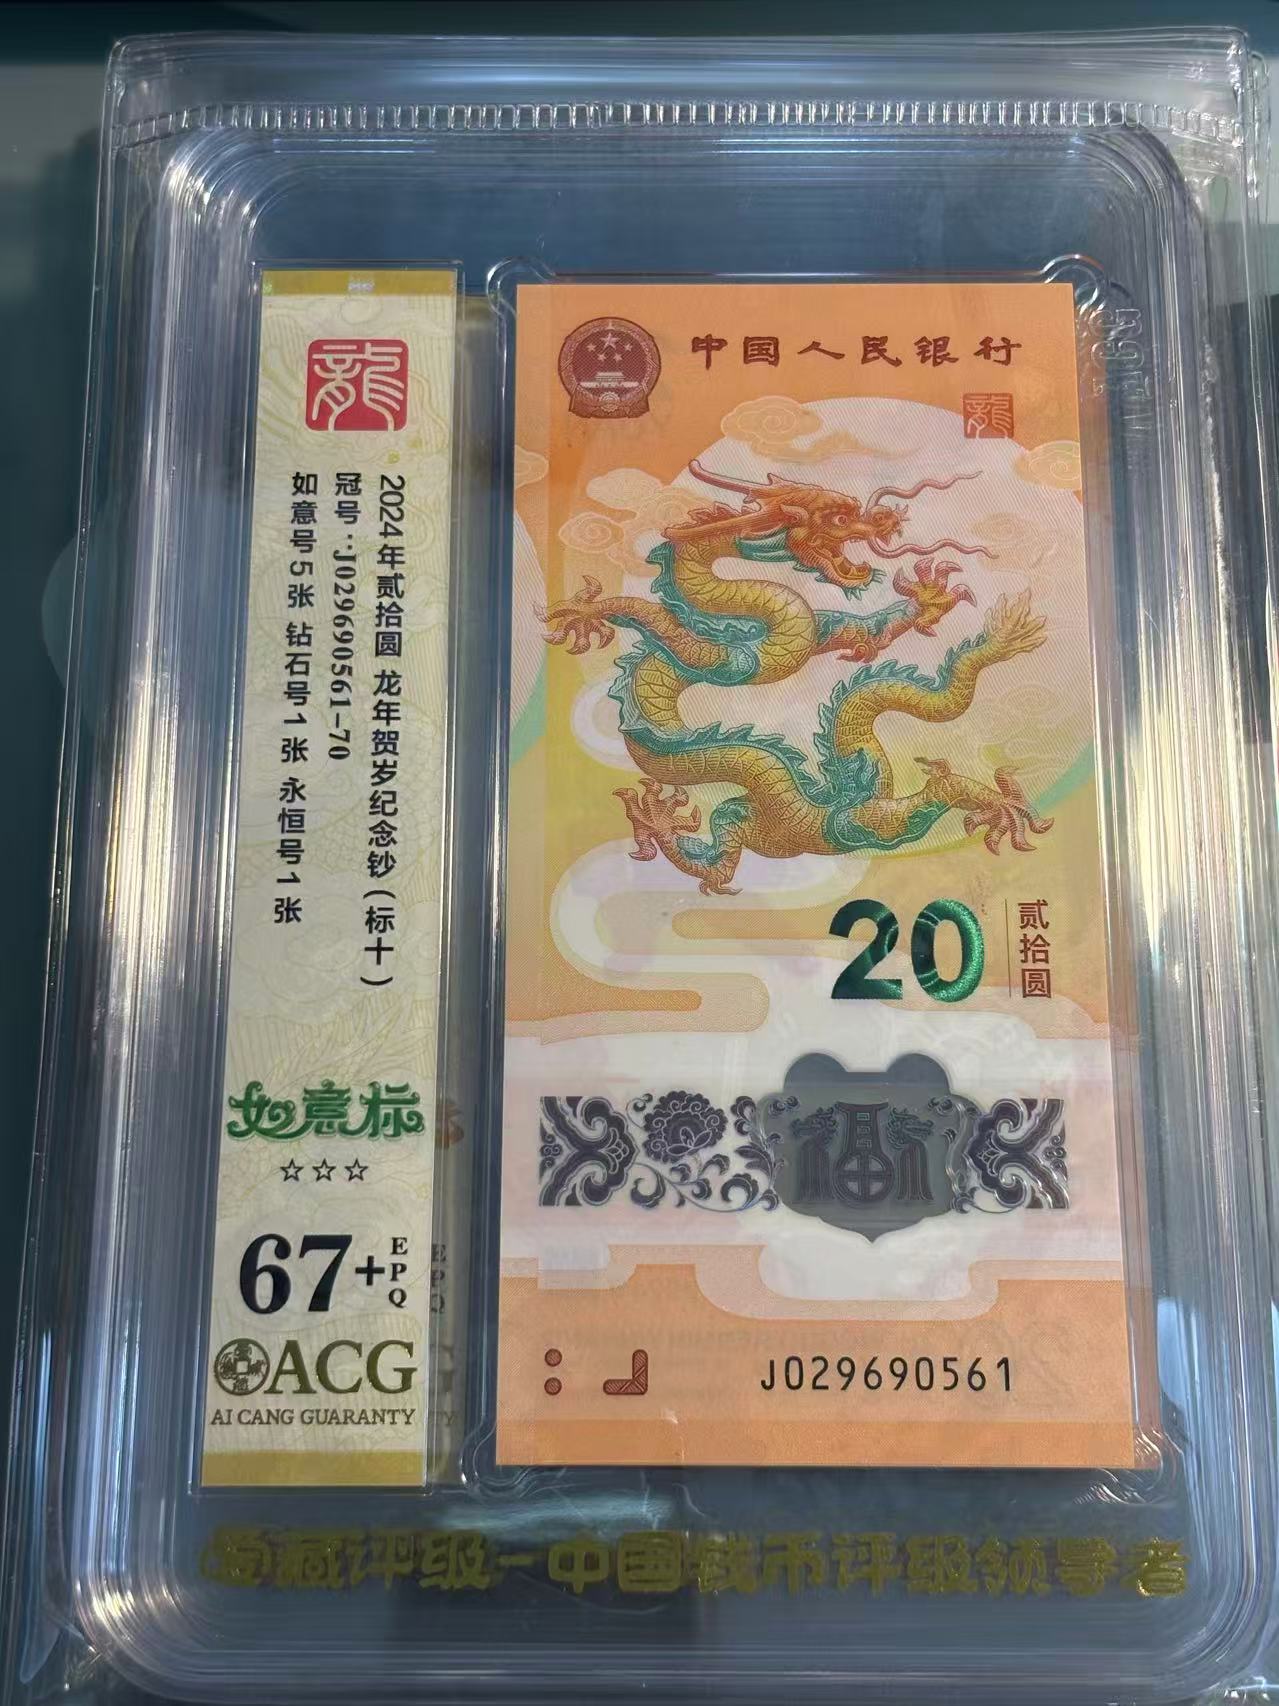 龍
2024年贰拾圆 龙年贺岁纪念钞(标十)
冠号:J029690561-70
如意号5张 钻石号1张 永恒号1张
如意标
☆☆☆
67+
EPQ
ACG
AI CANG GUARANTY
中国人民银行
龍
20
贰拾圆
福
J029690561
爱藏评级-中国钱币评级领导者